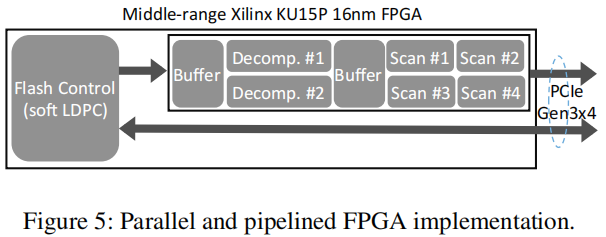 Middle-range Xilinx KU15P 16nm FPGA
Flash Control
(soft LDPC)
Buffer
Decomp. #1
Decomp. #2
Buffer
Scan #1
Scan #2
Scan #3
Scan #4
PCIe
Gen3x4
Figure 5: Parallel and pipelined FPGA implementation.